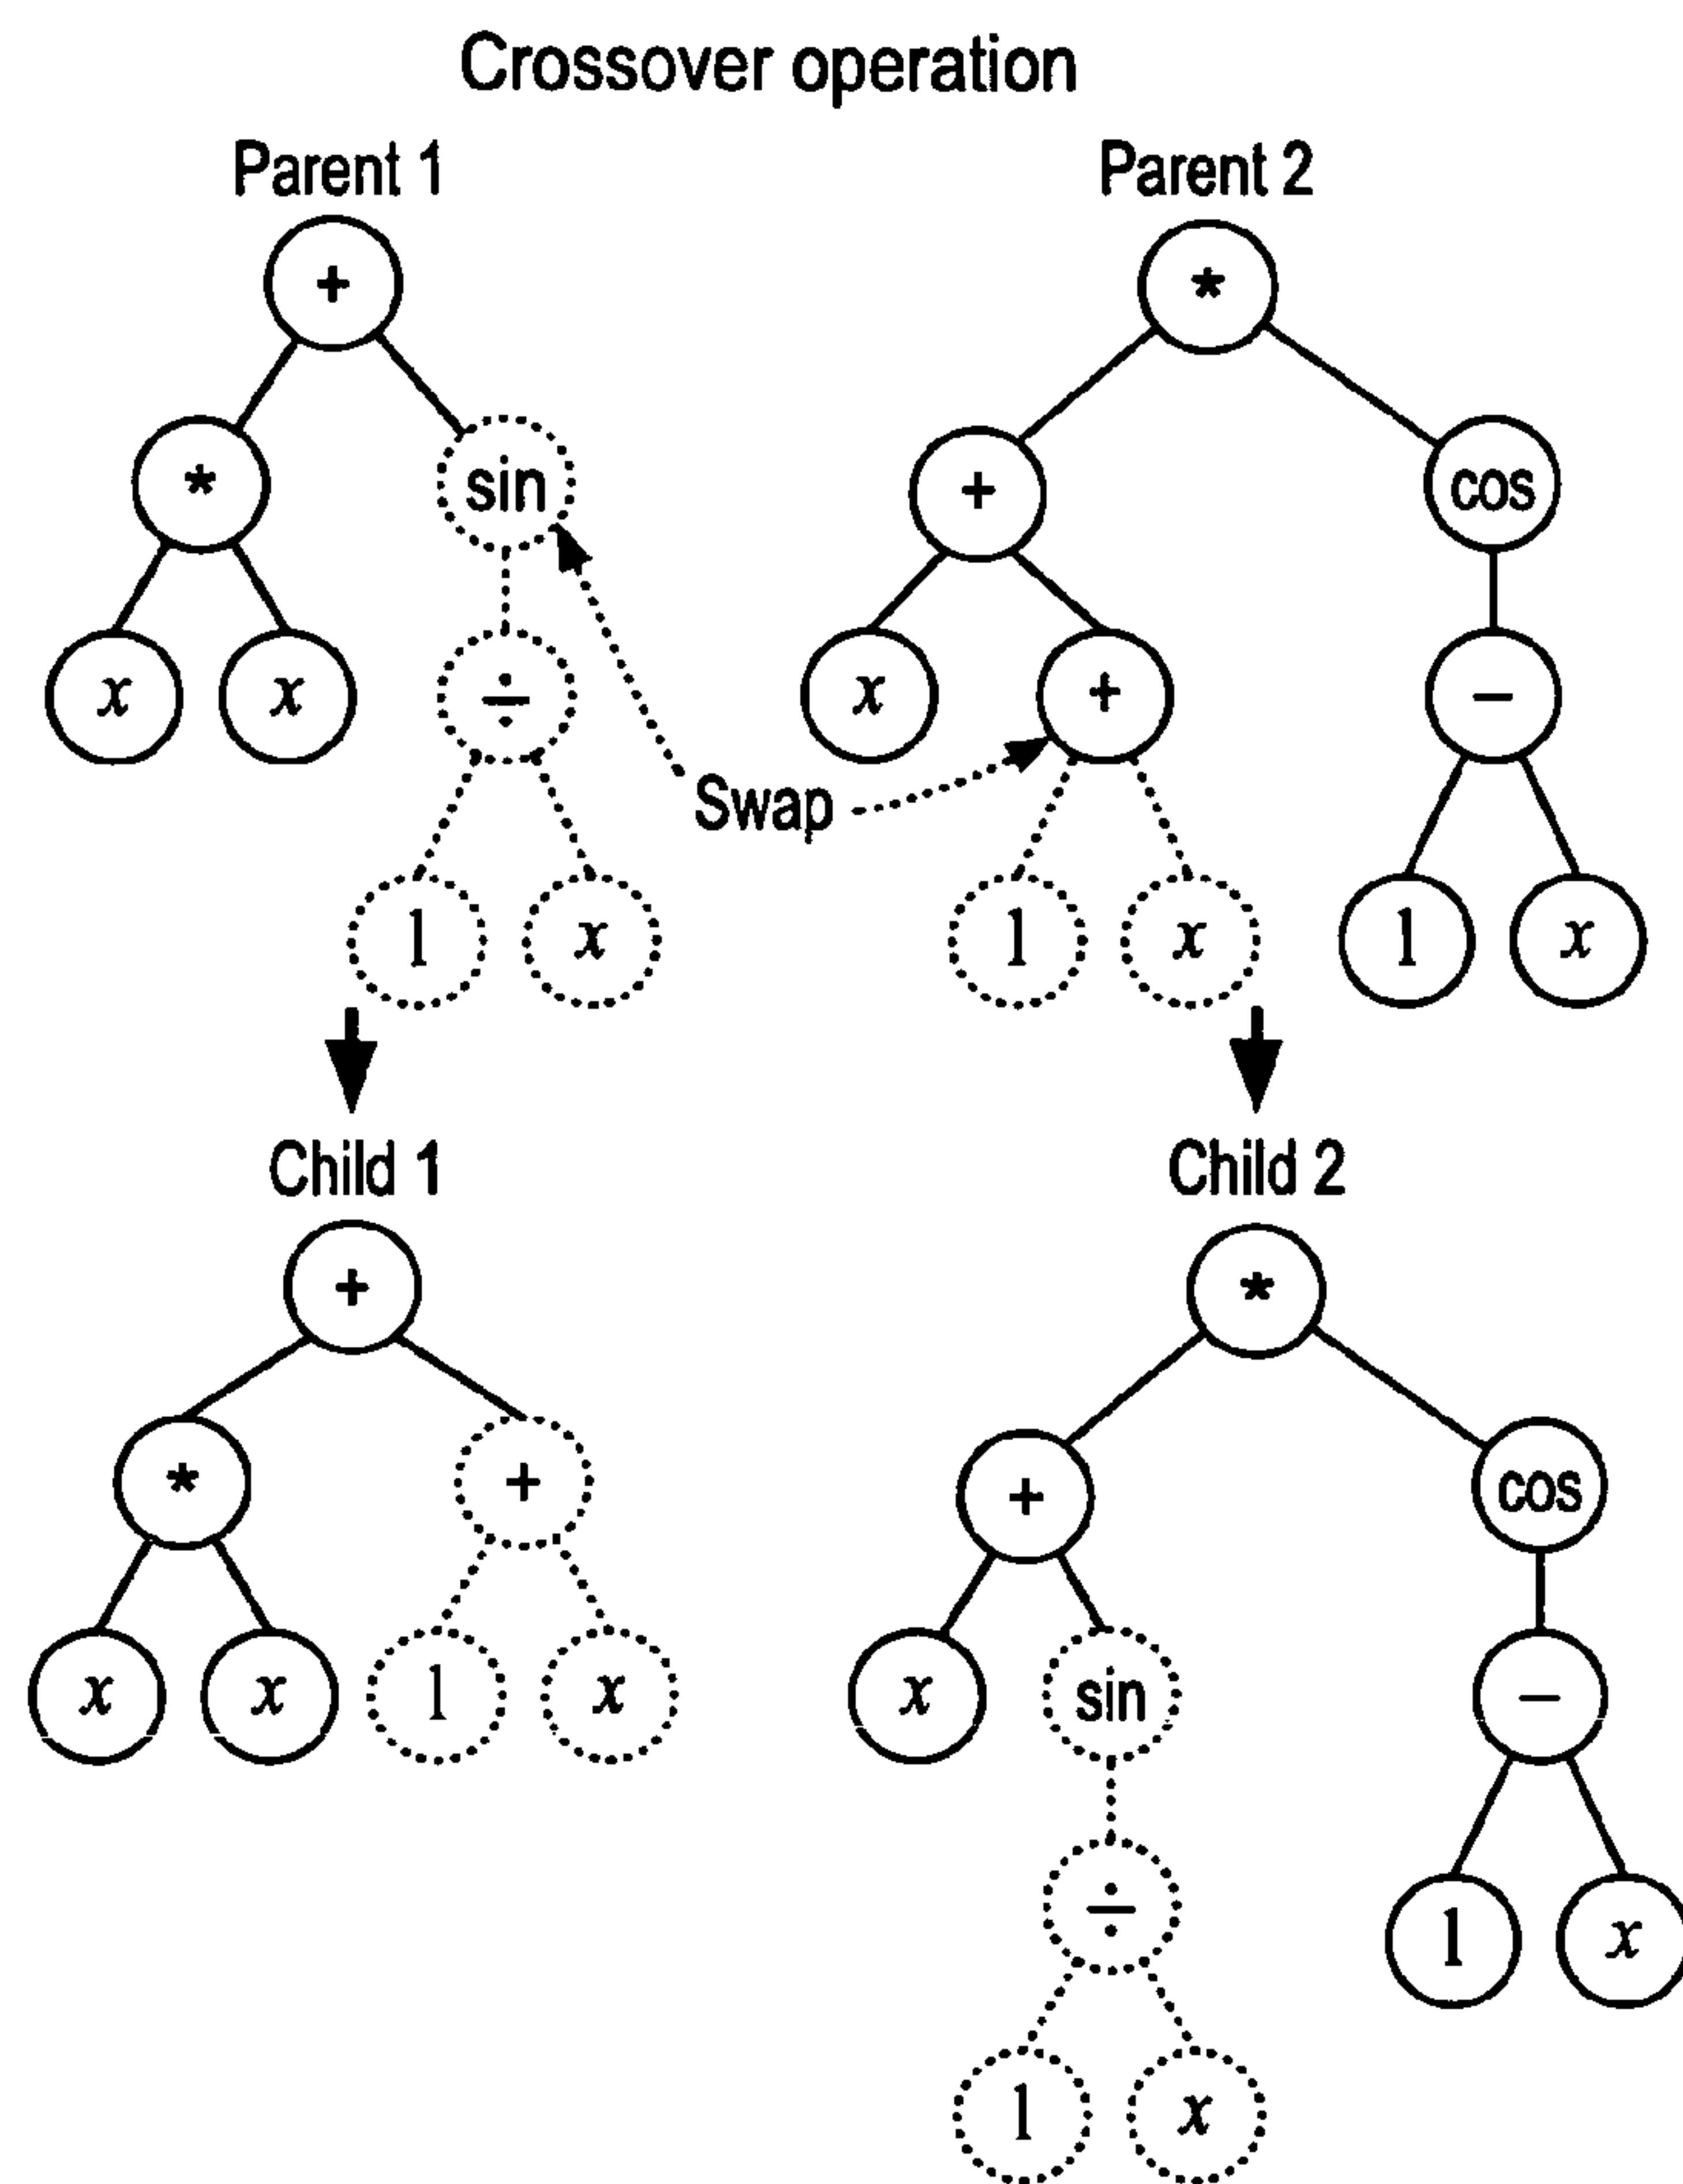 Crossover operation
Parent 1 Parent 2
+ *
* sin + cos
x x ÷ x + −
Swap
1 x 1 x 1 x
Child 1 Child 2
+ *
* + + cos
x x 1 x x sin −
÷ 1 x
1 x